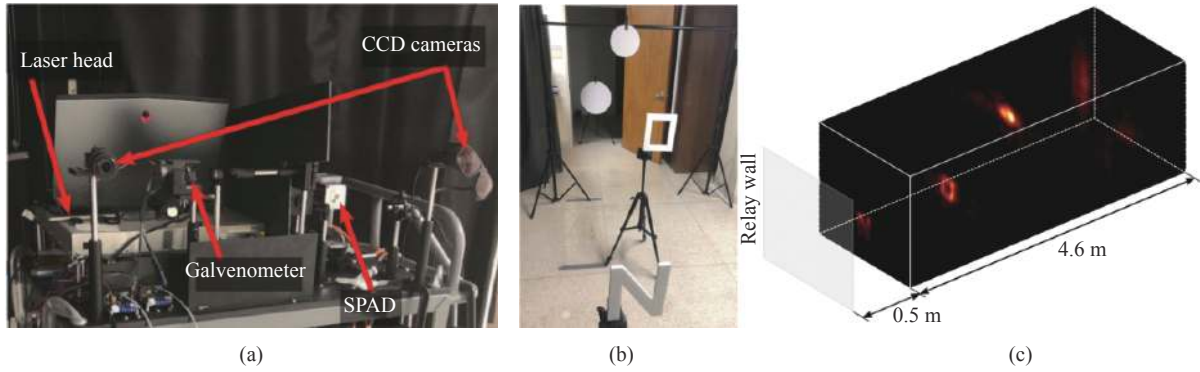 Laser head
CCD cameras
Galvenometer
SPAD
Relay wall
4.6 m
0.5 m
(a)
(b)
(c)